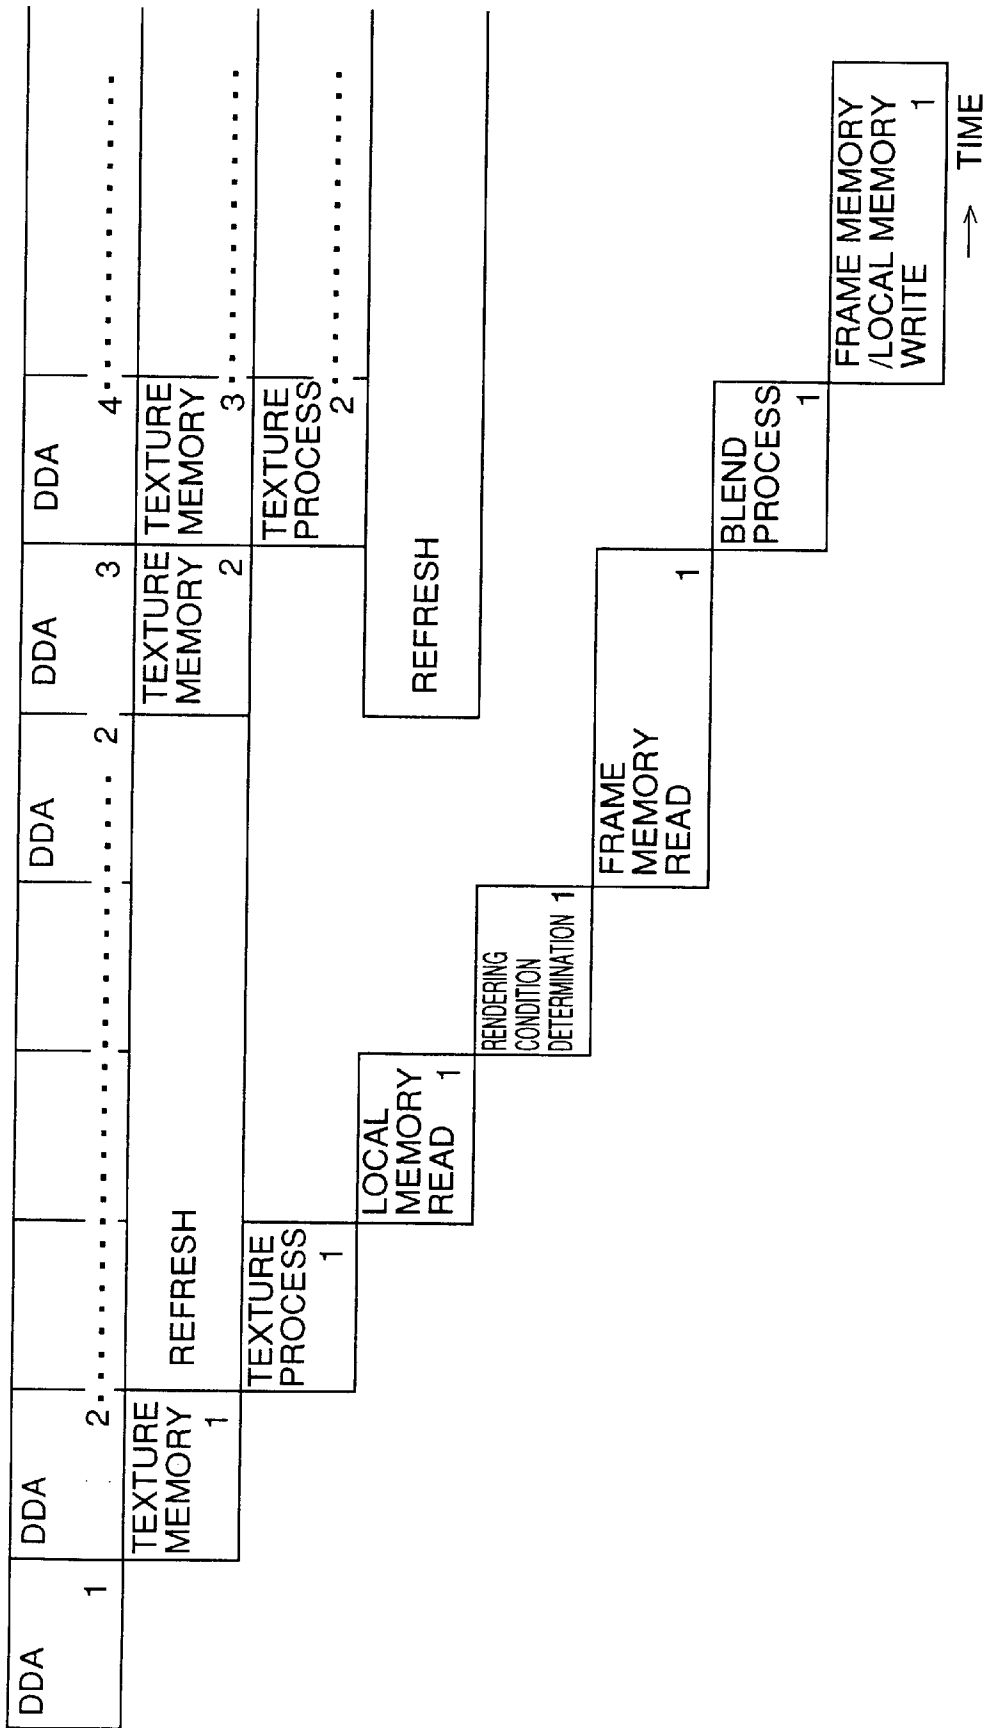 DDA
1
DDA
2
DDA
2
DDA
3
DDA
4
TEXTURE
MEMORY
1
REFRESH
TEXTURE
MEMORY
2
TEXTURE
MEMORY
3
TEXTURE
PROCESS
1
TEXTURE
PROCESS
2
LOCAL
MEMORY
READ 1
REFRESH
RENDERING
CONDITION
DETERMINATION 1
FRAME
MEMORY
READ
1
BLEND
PROCESS
1
FRAME MEMORY
/LOCAL MEMORY
WRITE 1
→ TIME